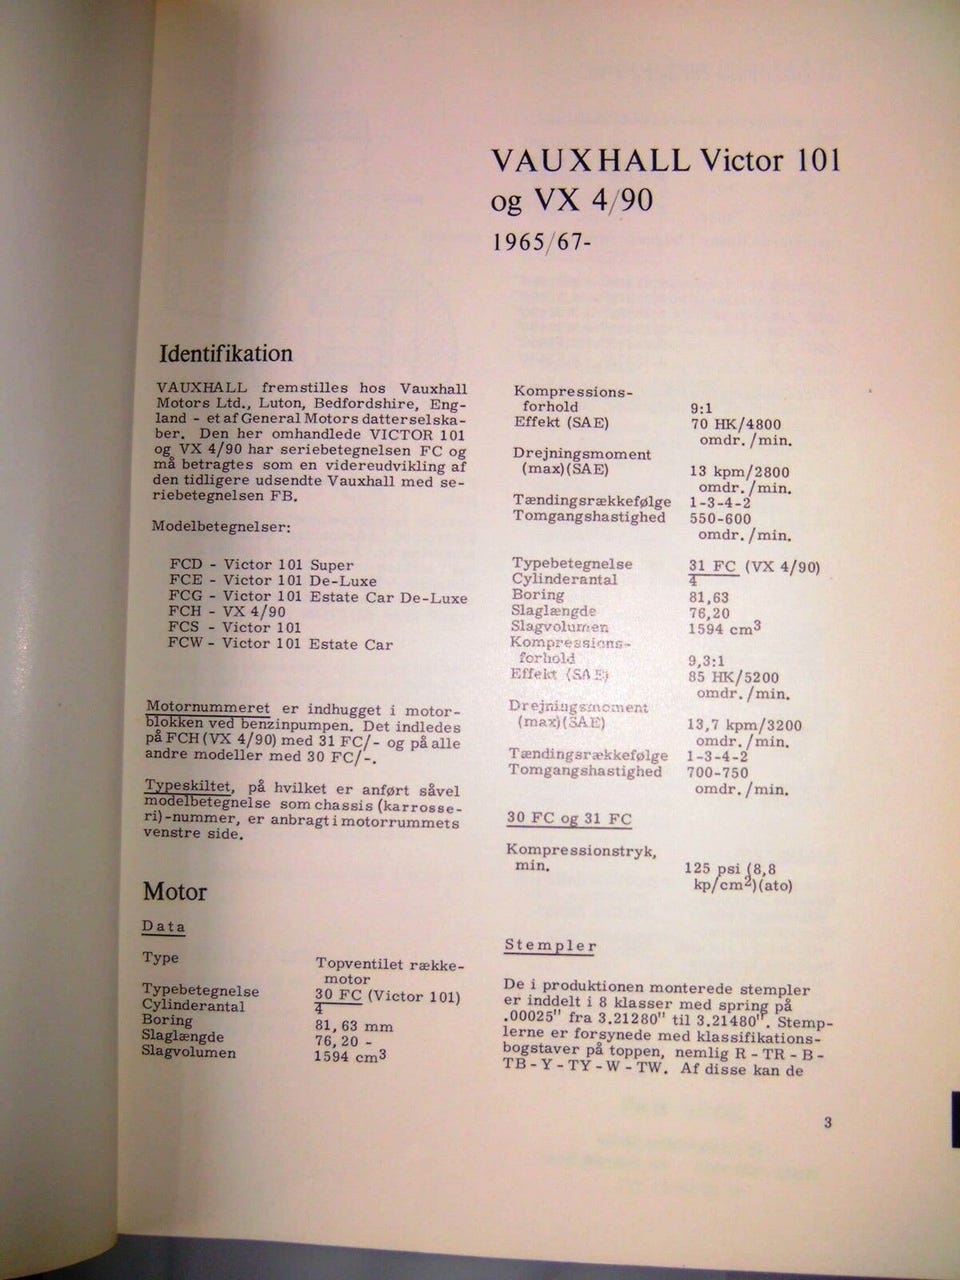 VAUXHALL Victor 101
og VX 4/90
1965/67-
Identifikation
VAUXHALL fremstilles hos Vauxhall
Motors Ltd., Luton, Bedfordshire, Eng-
land - et af General Motors datterselska-
ber. Den her omhandlede VICTOR 101
og VX 4/90 har seriebetegnelsen FC og
må betragtes som en videreudvikling af
den tidligere udsendte Vauxhall med se-
riebetegnelsen FB.
Modelbetegnelser:
FCD - Victor 101 Super
FCE - Victor 101 De-Luxe
FCG - Victor 101 Estate Car De-Luxe
FCH - VX 4/90
FCS - Victor 101
FCW - Victor 101 Estate Car
Motornummeret er indhugget i motor-
blokken ved benzinpumpen. Det indledes
på FCH (VX 4/90) med 31 FC/- og på alle
andre modeller med 30 FC/-.
Typeskiltet, på hvilket er anført såvel
modelbetegnelse som chassis (karrosse-
ri)-nummer, er anbragt i motorrummets
venstre side.
Motor
Data
Type Topventilet række-
motor
Typebetegnelse 30 FC (Victor 101)
Cylinderantal 4
Boring 81,63 mm
Slaglængde 76,20 -
Slagvolumen 1594 cm3
Kompressions-
forhold 9:1
Effekt (SAE) 70 HK/4800
omdr./min.
Drejningsmoment
(max)(SAE) 13 kpm/2800
omdr./min.
Tændingsrækkefølge 1-3-4-2
Tomgangshastighed 550-600
omdr./min.
Typebetegnelse 31 FC (VX 4/90)
Cylinderantal 4
Boring 81,63
Slaglængde 76,20
Slagvolumen 1594 cm3
Kompressions-
forhold 9,3:1
Effekt (SAE) 85 HK/5200
omdr./min.
Drejningsmoment
(max)(SAE) 13,7 kpm/3200
omdr./min.
Tændingsrækkefølge 1-3-4-2
Tomgangshastighed 700-750
omdr./min.
30 FC og 31 FC
Kompressionstryk,
min. 125 psi (8,8
kp/cm2)(ato)
Stempler
De i produktionen monterede stempler
er inddelt i 8 klasser med spring på
.00025" fra 3.21280" til 3.21480". Stemp-
lerne er forsynede med klassifikations-
bogstaver på toppen, nemlig R - TR - B -
TB - Y - TY - W - TW. Af disse kan de
3